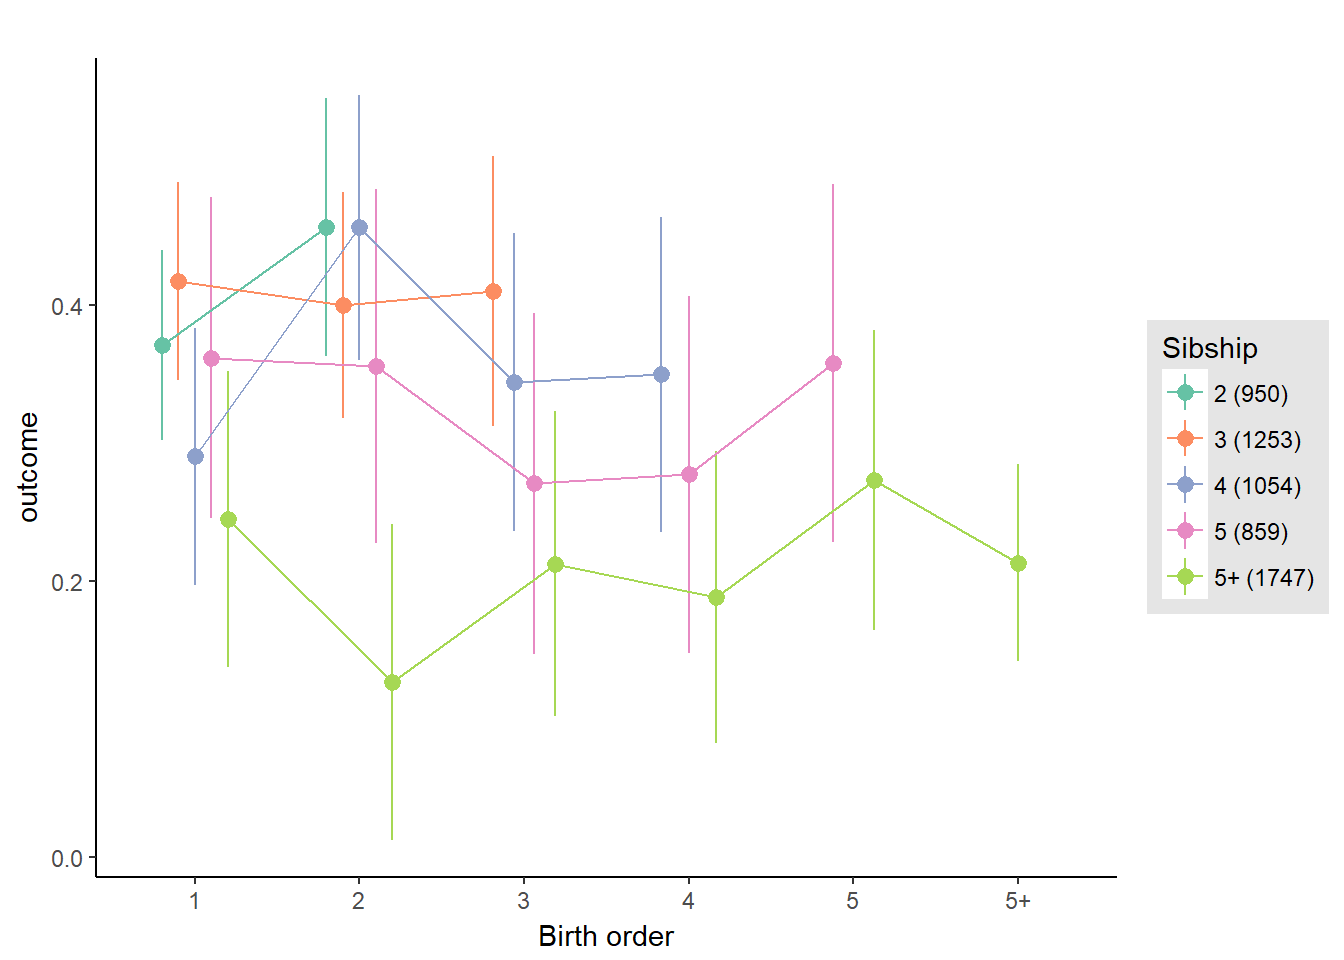 outcome
0.4
0.2
0.0
1 2 3 4 5 5+
Birth order
Sibship
2 (950)
3 (1253)
4 (1054)
5 (859)
5+ (1747)